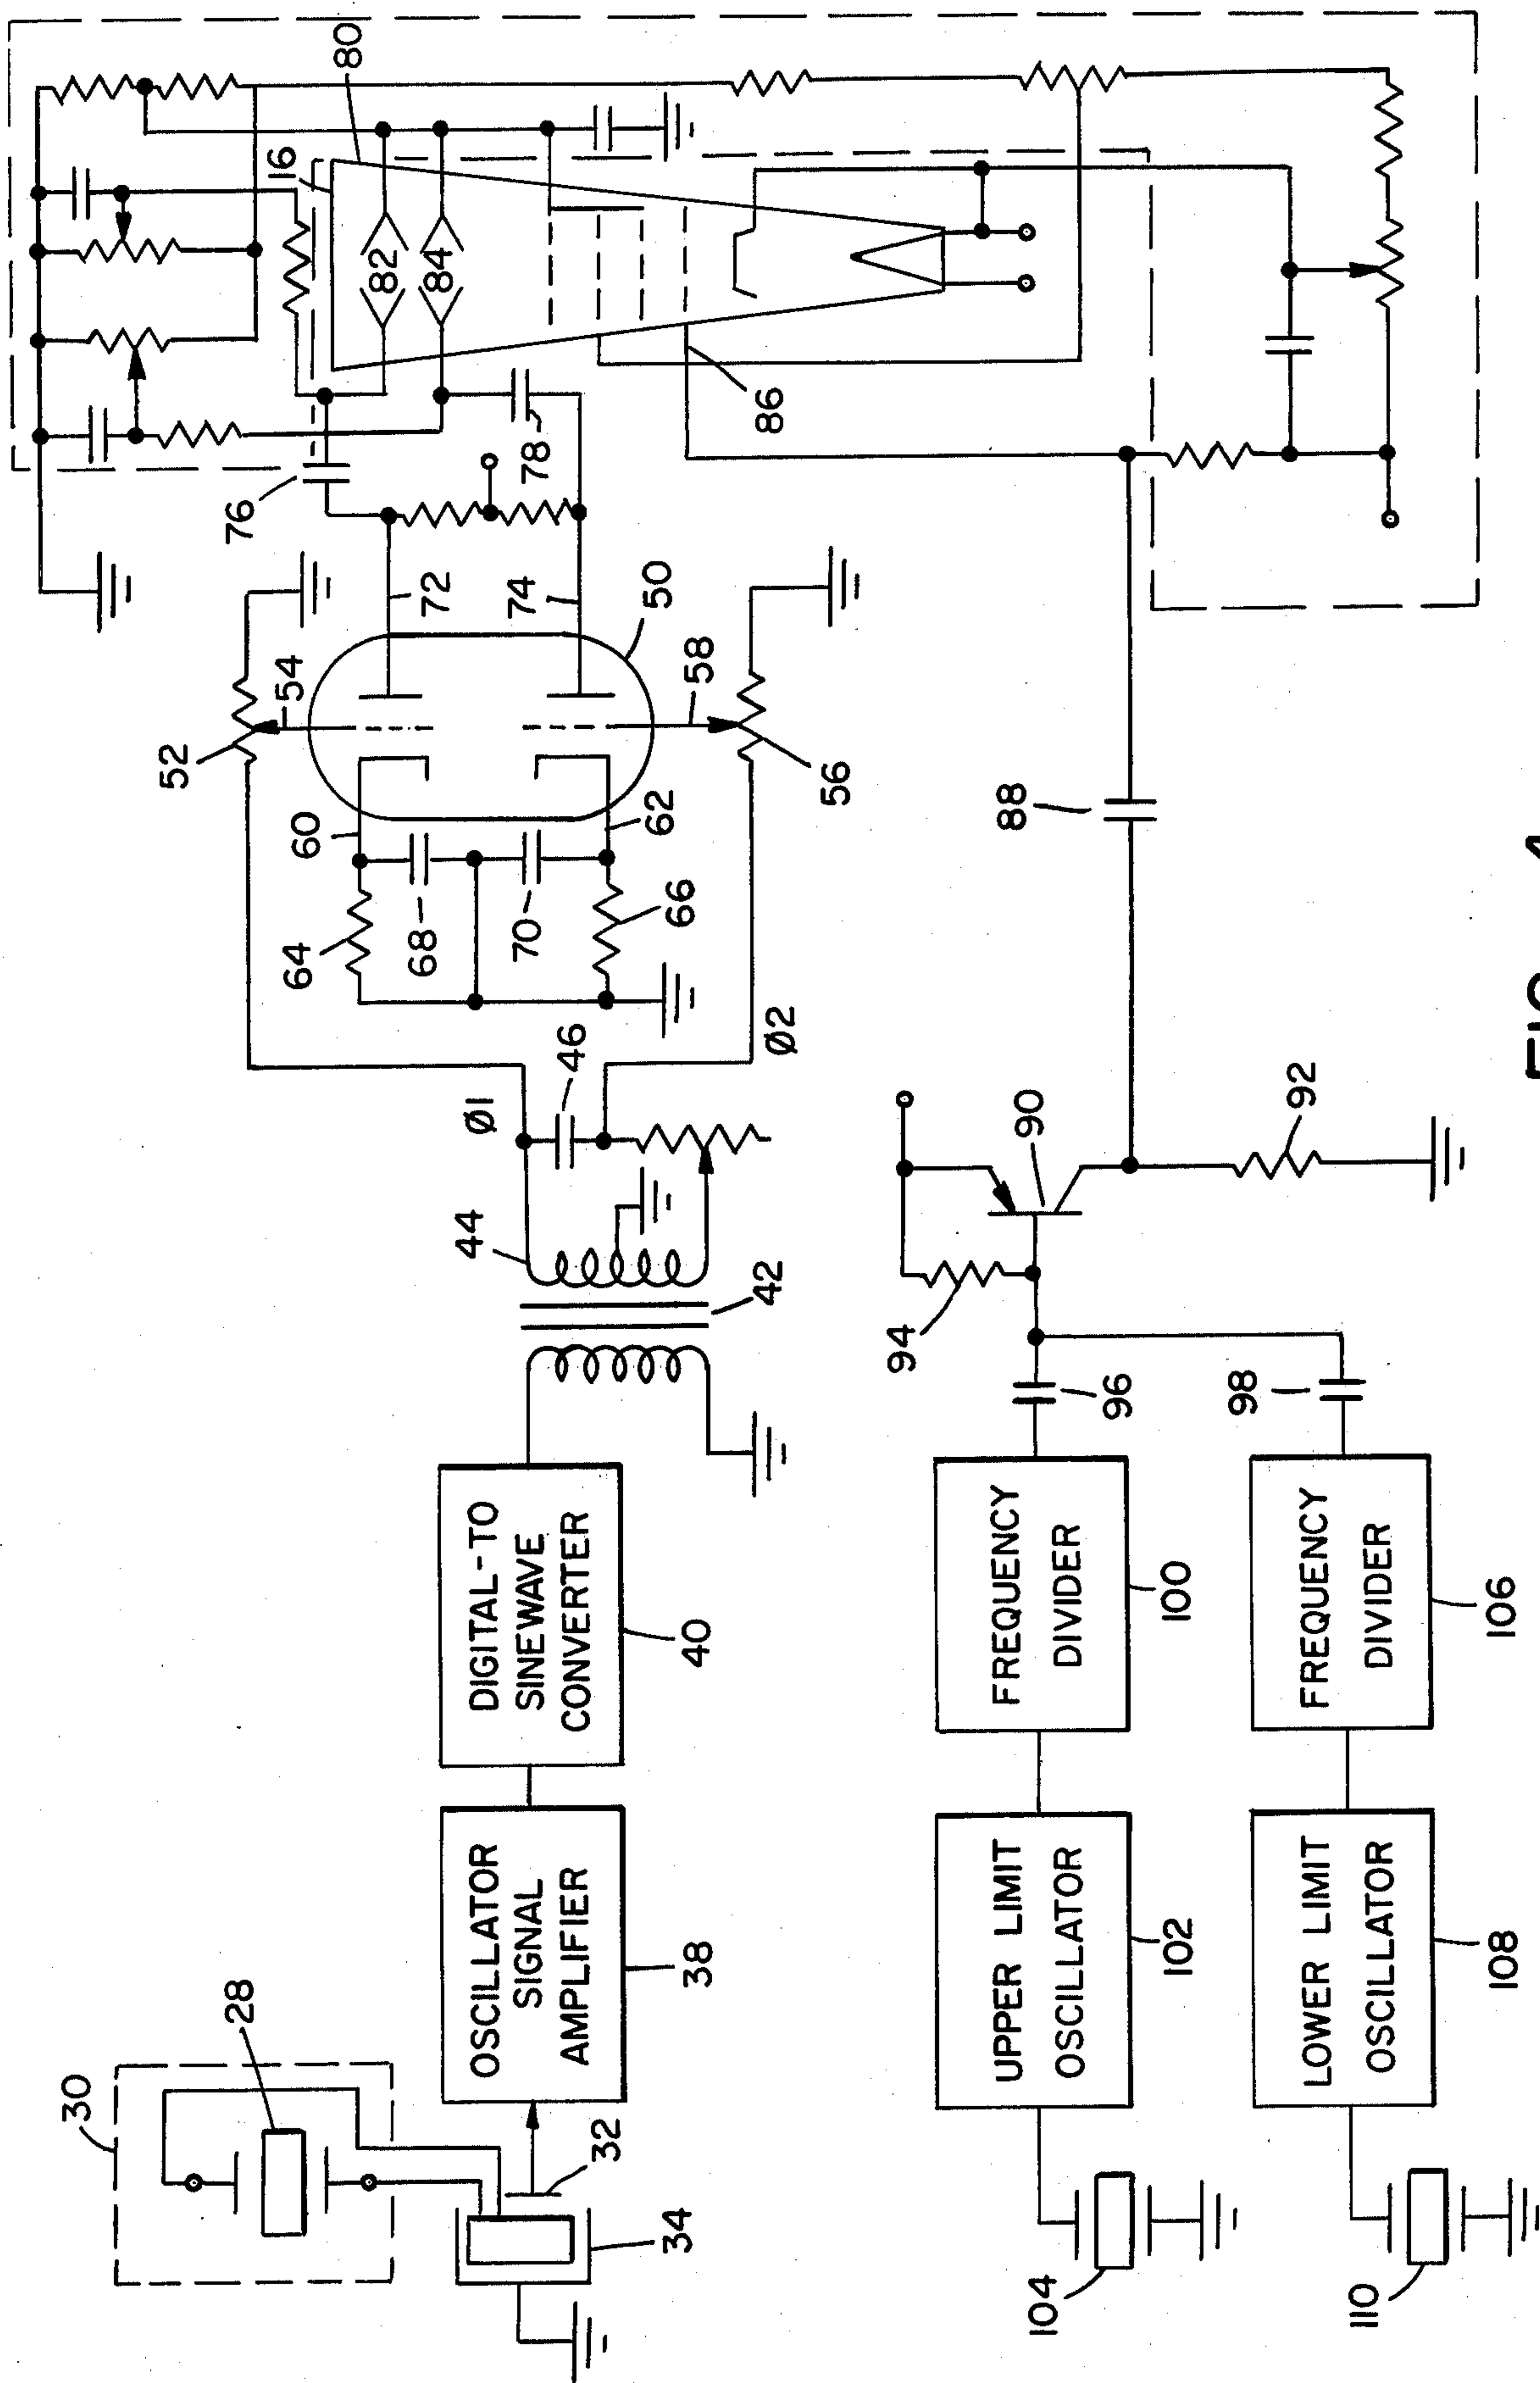 30
28
32
34
OSCILLATOR
SIGNAL
AMPLIFIER
38
DIGITAL-TO
SINEWAVE
CONVERTER
40
42
44
Ø1
46
Ø2
52
54
50
56
58
60
62
64
66
68
70
72
74
76
78
16
80
82
84
86
88
90
92
94
96
98
FREQUENCY
DIVIDER
100
UPPER LIMIT
OSCILLATOR
102
104
FREQUENCY
DIVIDER
106
LOWER LIMIT
OSCILLATOR
108
110